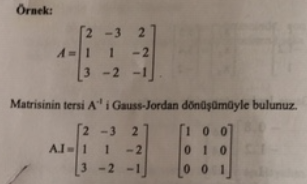 Örnek:
A = [2 -3 2
1 1 -2
3 -2 -1]
Matrisinin tersi A⁻¹ i Gauss-Jordan dönüşümüyle bulunuz.
A.I = [2 -3 2 [1 0 0
1 1 -2 0 1 0
3 -2 -1] 0 0 1]